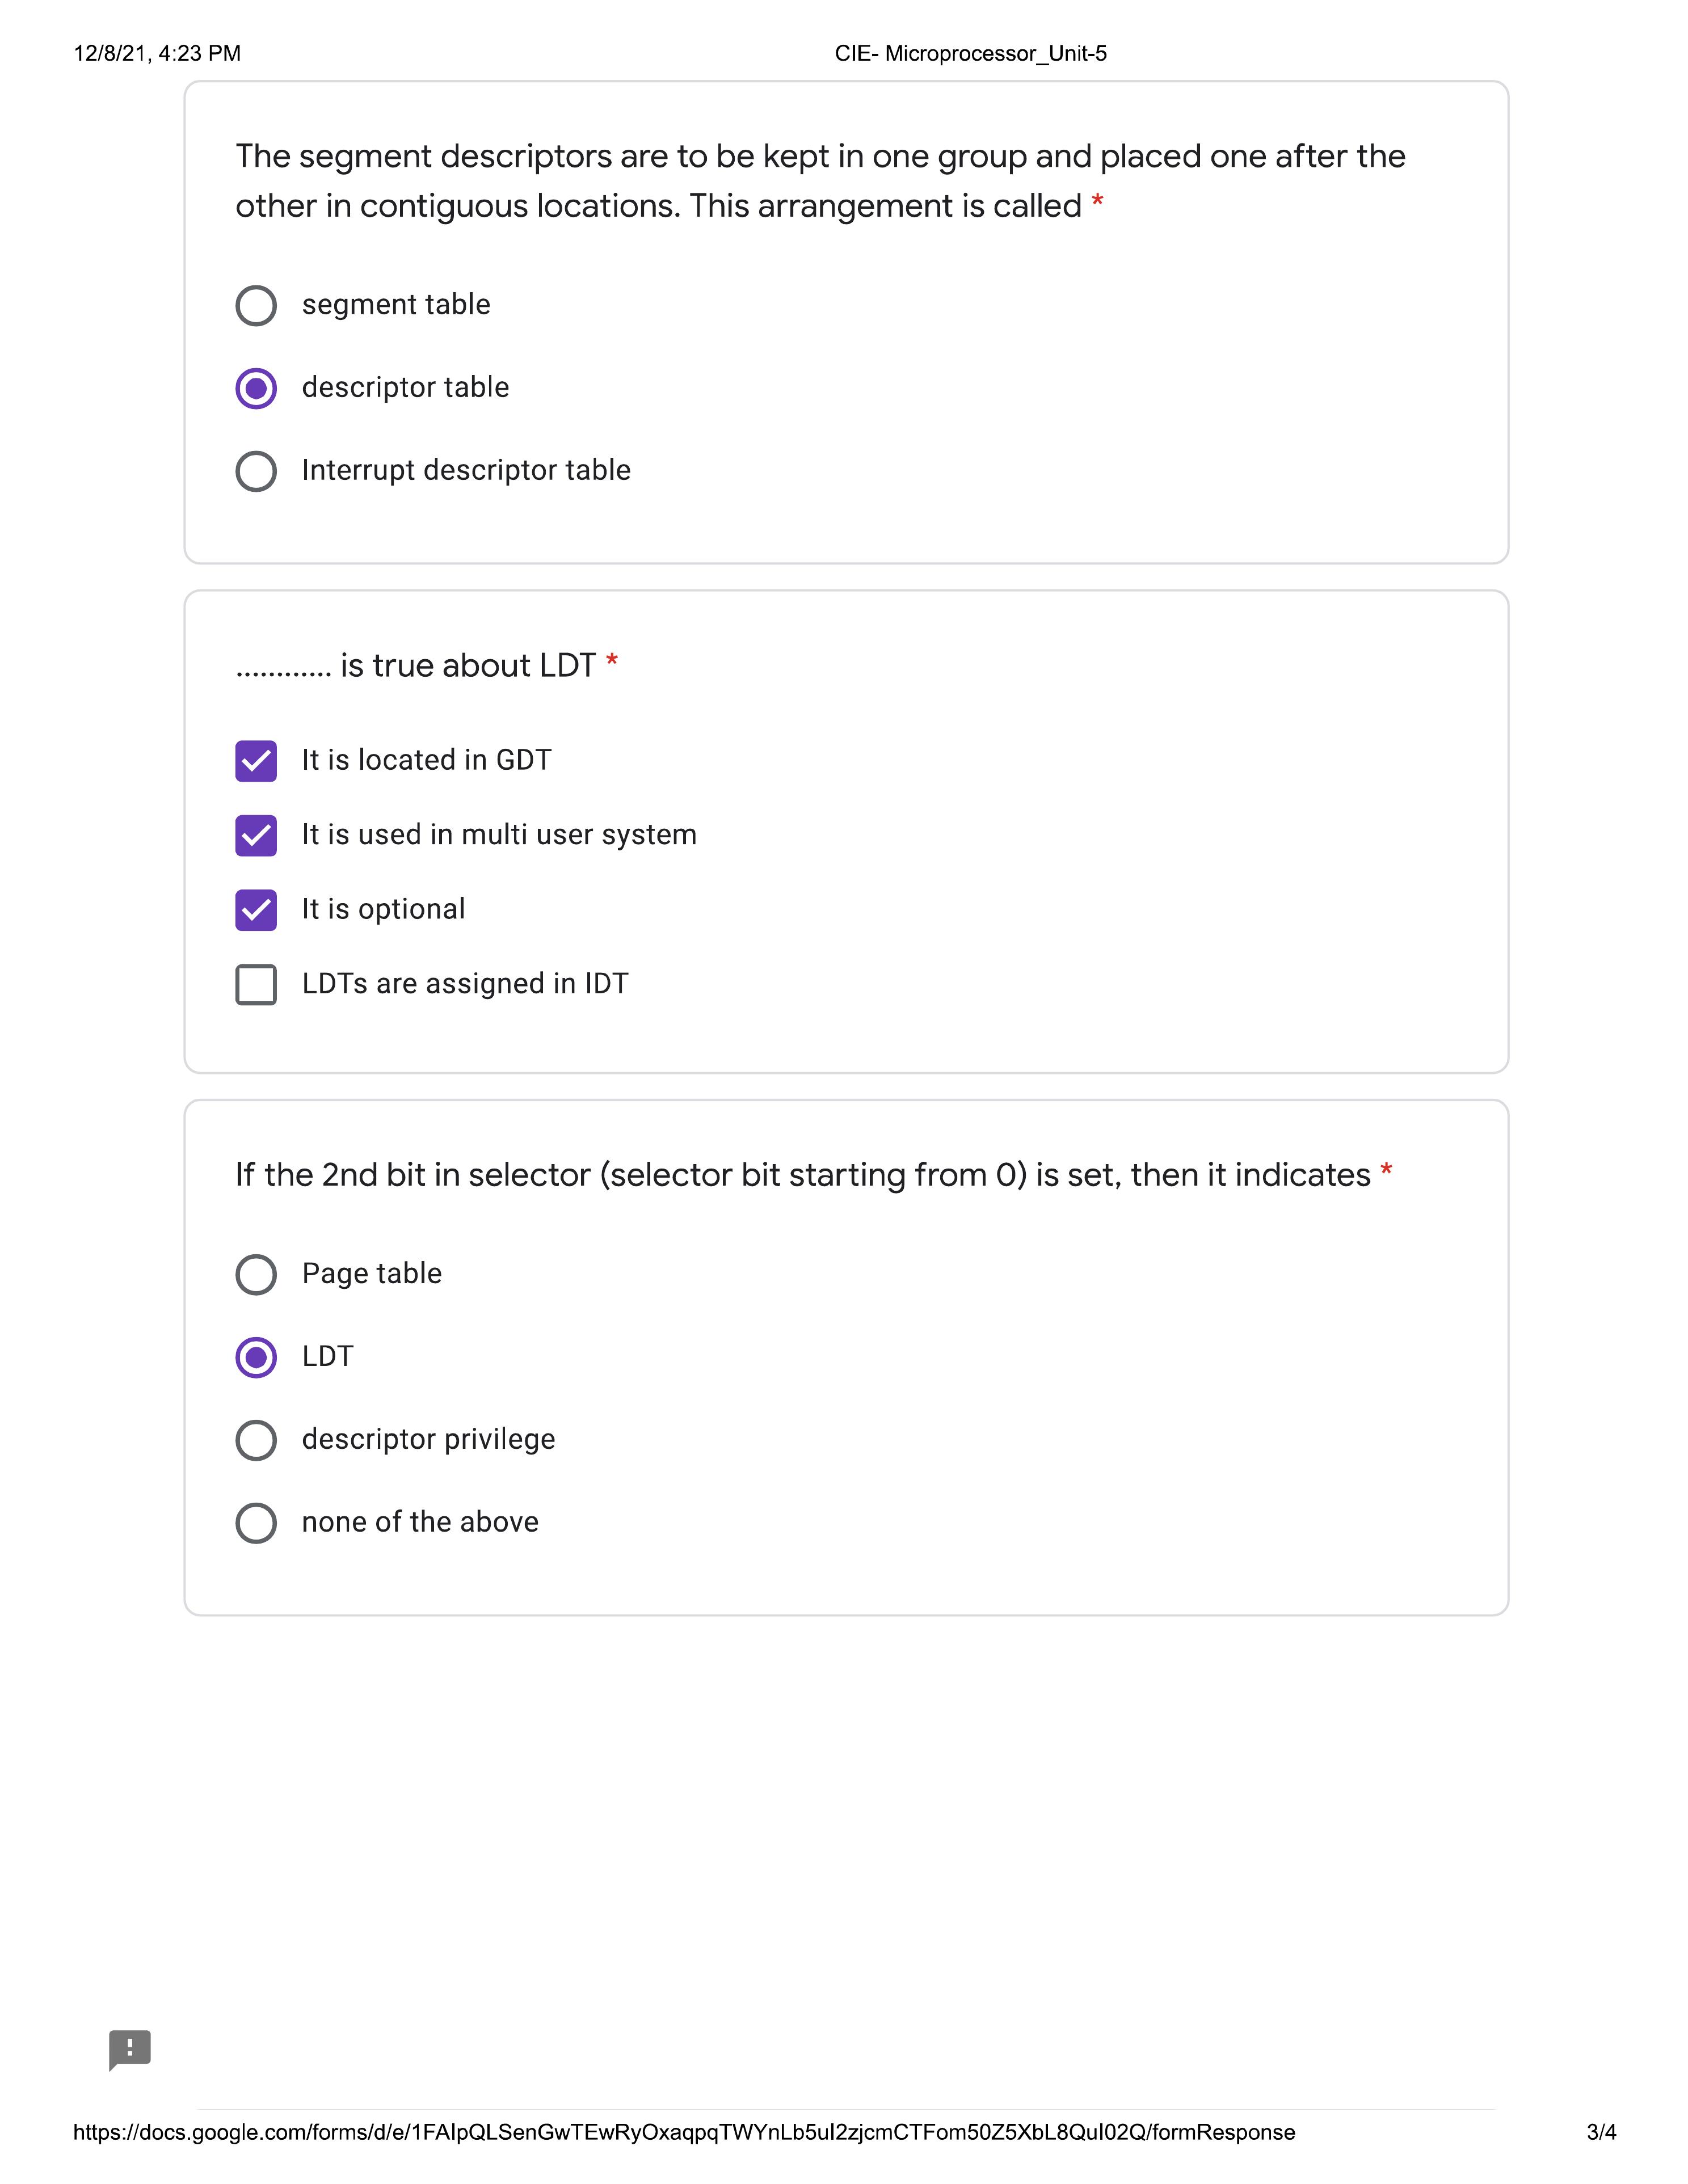 12/8/21, 4:23 PM
CIE- Microprocessor_Unit-5
The segment descriptors are to be kept in one group and placed one after the
other in contiguous locations. This arrangement is called *
segment table
descriptor table
Interrupt descriptor table
............ is true about LDT *
It is located in GDT
It is used in multi user system
It is optional
LDTs are assigned in IDT
If the 2nd bit in selector (selector bit starting from 0) is set, then it indicates *
Page table
LDT
descriptor privilege
none of the above
https://docs.google.com/forms/d/e/1FAIpQLSenGwTEwRyOxaqpqTWYnLb5ul2zjcmCTFom50Z5XbL8QuI02Q/formResponse
3/4